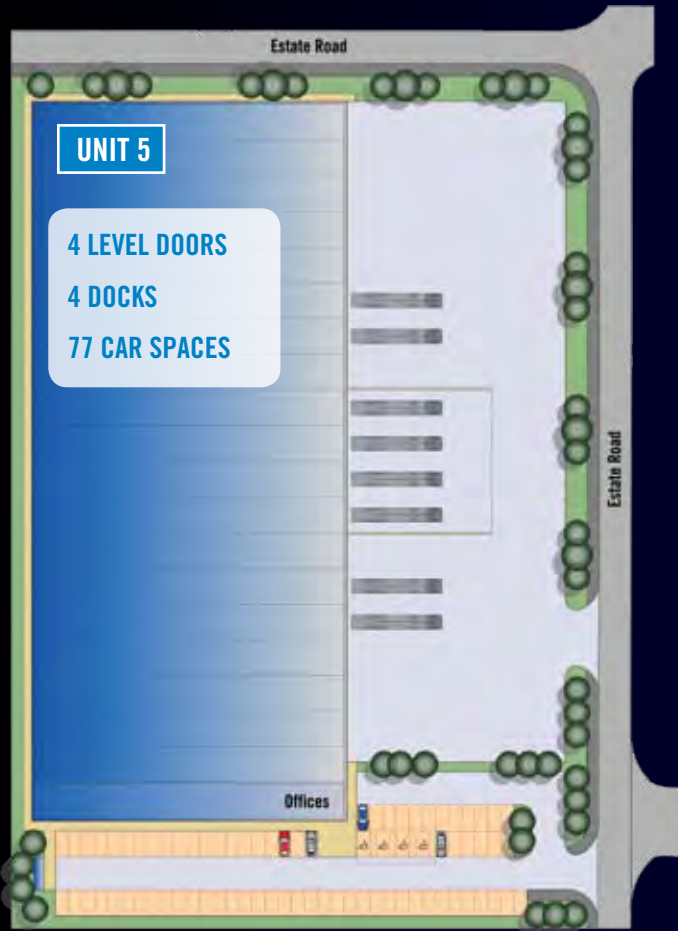 Estate Road
UNIT 5
4 LEVEL DOORS
4 DOCKS
77 CAR SPACES
Estate Road
Offices